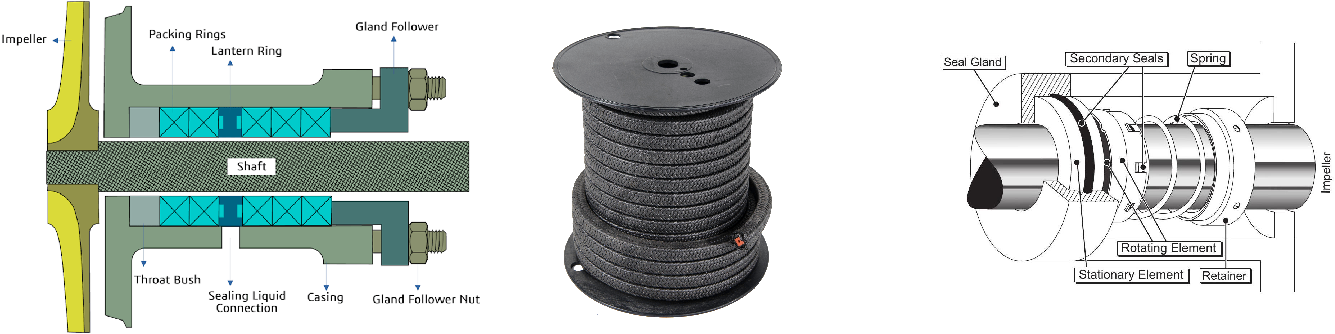 Impeller
Packing Rings
Lantern Ring
Gland Follower
Shaft
Throat Bush
Sealing Liquid
Connection
Casing
Gland Follower Nut
Seal Gland
Secondary Seals
Spring
Impeller
Rotating Element
Stationary Element
Retainer